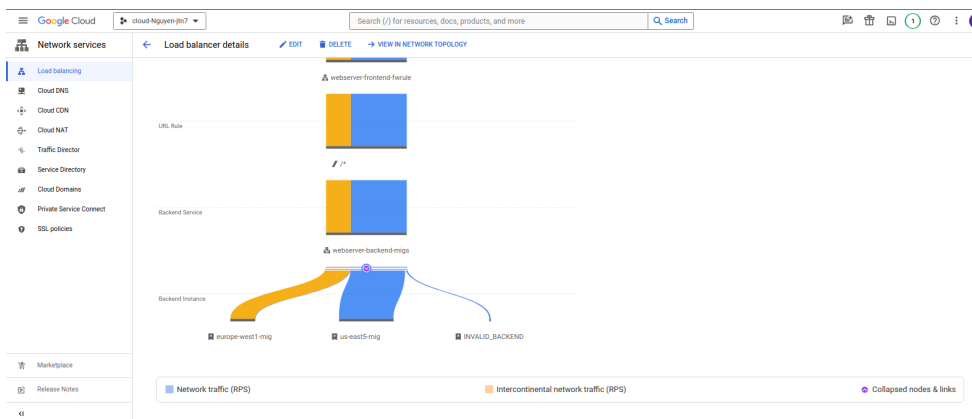 Google Cloud
cloud-Nguyen-jtn7
Search (/) for resources, docs, products, and more
Search
1
Network services
Load balancer details
EDIT
DELETE
VIEW IN NETWORK TOPOLOGY
Load balancing
Cloud DNS
Cloud CDN
Cloud NAT
Traffic Director
Service Directory
Cloud Domains
Private Service Connect
SSL policies
Marketplace
Release Notes
webserver-frontend-fwrule
URL Rule
/*
Backend Service
webserver-backend-migs
Backend Instance
europe-west1-mig
us-east5-mig
INVALID_BACKEND
Network traffic (RPS)
Intercontinental network traffic (RPS)
Collapsed nodes & links